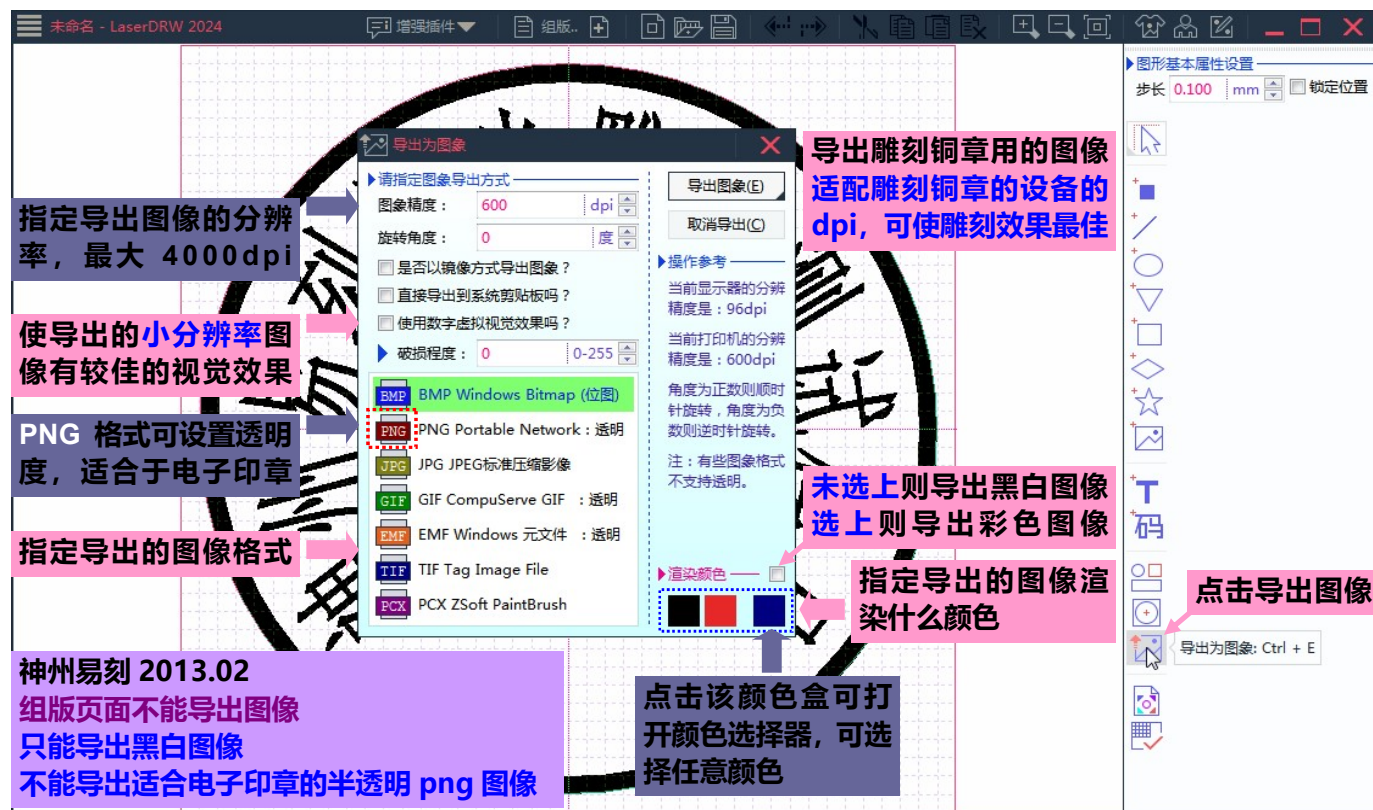 未命名 - LaserDRW 2024
增强插件
组版..
图形基本属性设置
步长 0.100 mm
锁定位置
导出为图象
请指定图象导出方式
图象精度： 600 dpi
旋转角度： 0 度
是否以镜像方式导出图象？
直接导出到系统剪贴板吗？
使用数字虚拟视觉效果吗？
破损程度： 0 0-255
BMP BMP Windows Bitmap (位图)
PNG PNG Portable Network：透明
JPG JPG JPEG标准压缩影像
GIF GIF CompuServe GIF ：透明
EMF EMF Windows 元文件 ：透明
TIF TIF Tag Image File
PCX PCX ZSoft PaintBrush
导出图象(E)
取消导出(C)
操作参考
当前显示器的分辨
精度是：96dpi
当前打印机的分辨
精度是：600dpi
角度为正数则顺时
针旋转，角度为负
数则逆时针旋转。
注：有些图象格式
不支持透明。
渲染颜色
指定导出图像的分辨
率，最大 4000dpi
使导出的小分辨率图
像有较佳的视觉效果
PNG 格式可设置透明
度，适合于电子印章
指定导出的图像格式
导出雕刻铜章用的图像
适配雕刻铜章的设备的
dpi，可使雕刻效果最佳
未选上则导出黑白图像
选上则导出彩色图像
指定导出的图像渲
染什么颜色
点击导出图像
T
码
导出为图象: Ctrl + E
点击该颜色盒可打
开颜色选择器，可选
择任意颜色
神州易刻 2013.02
组版页面不能导出图像
只能导出黑白图像
不能导出适合电子印章的半透明 png 图像